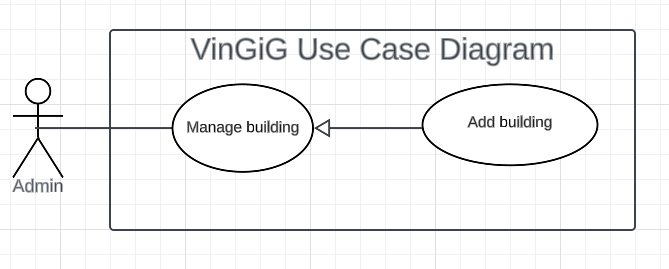 VinGiG Use Case Diagram
Manage building
Add building
Admin